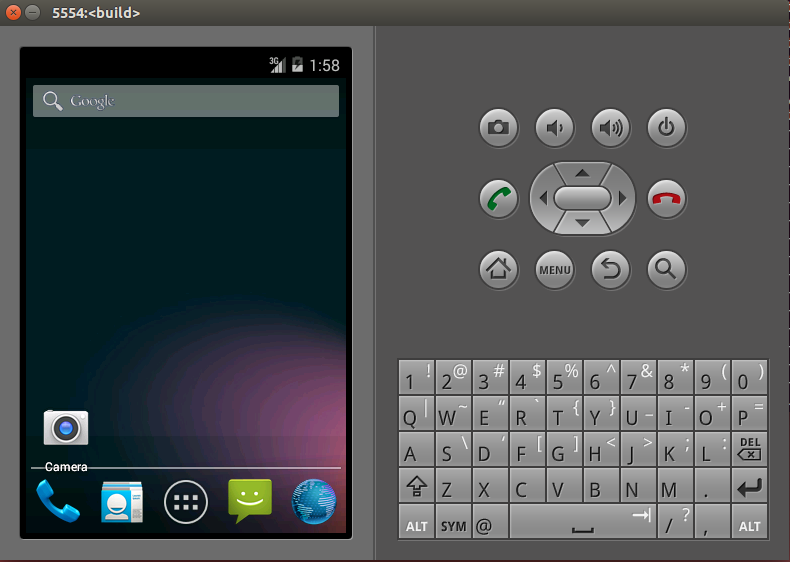 5554:<build>
3G 1:58
Google
Camera
MENU
1 ! 2 @ 3 # 4 $ 5 % 6 ^ 7 & 8 * 9 ( 0 )
Q | W ~ E “ R ` T { Y } U _ I - O + P =
A S \ D ‘ F [ G ] H < J > K ; L : DEL
Z X C V B N M .
ALT SYM @ / ? , ALT